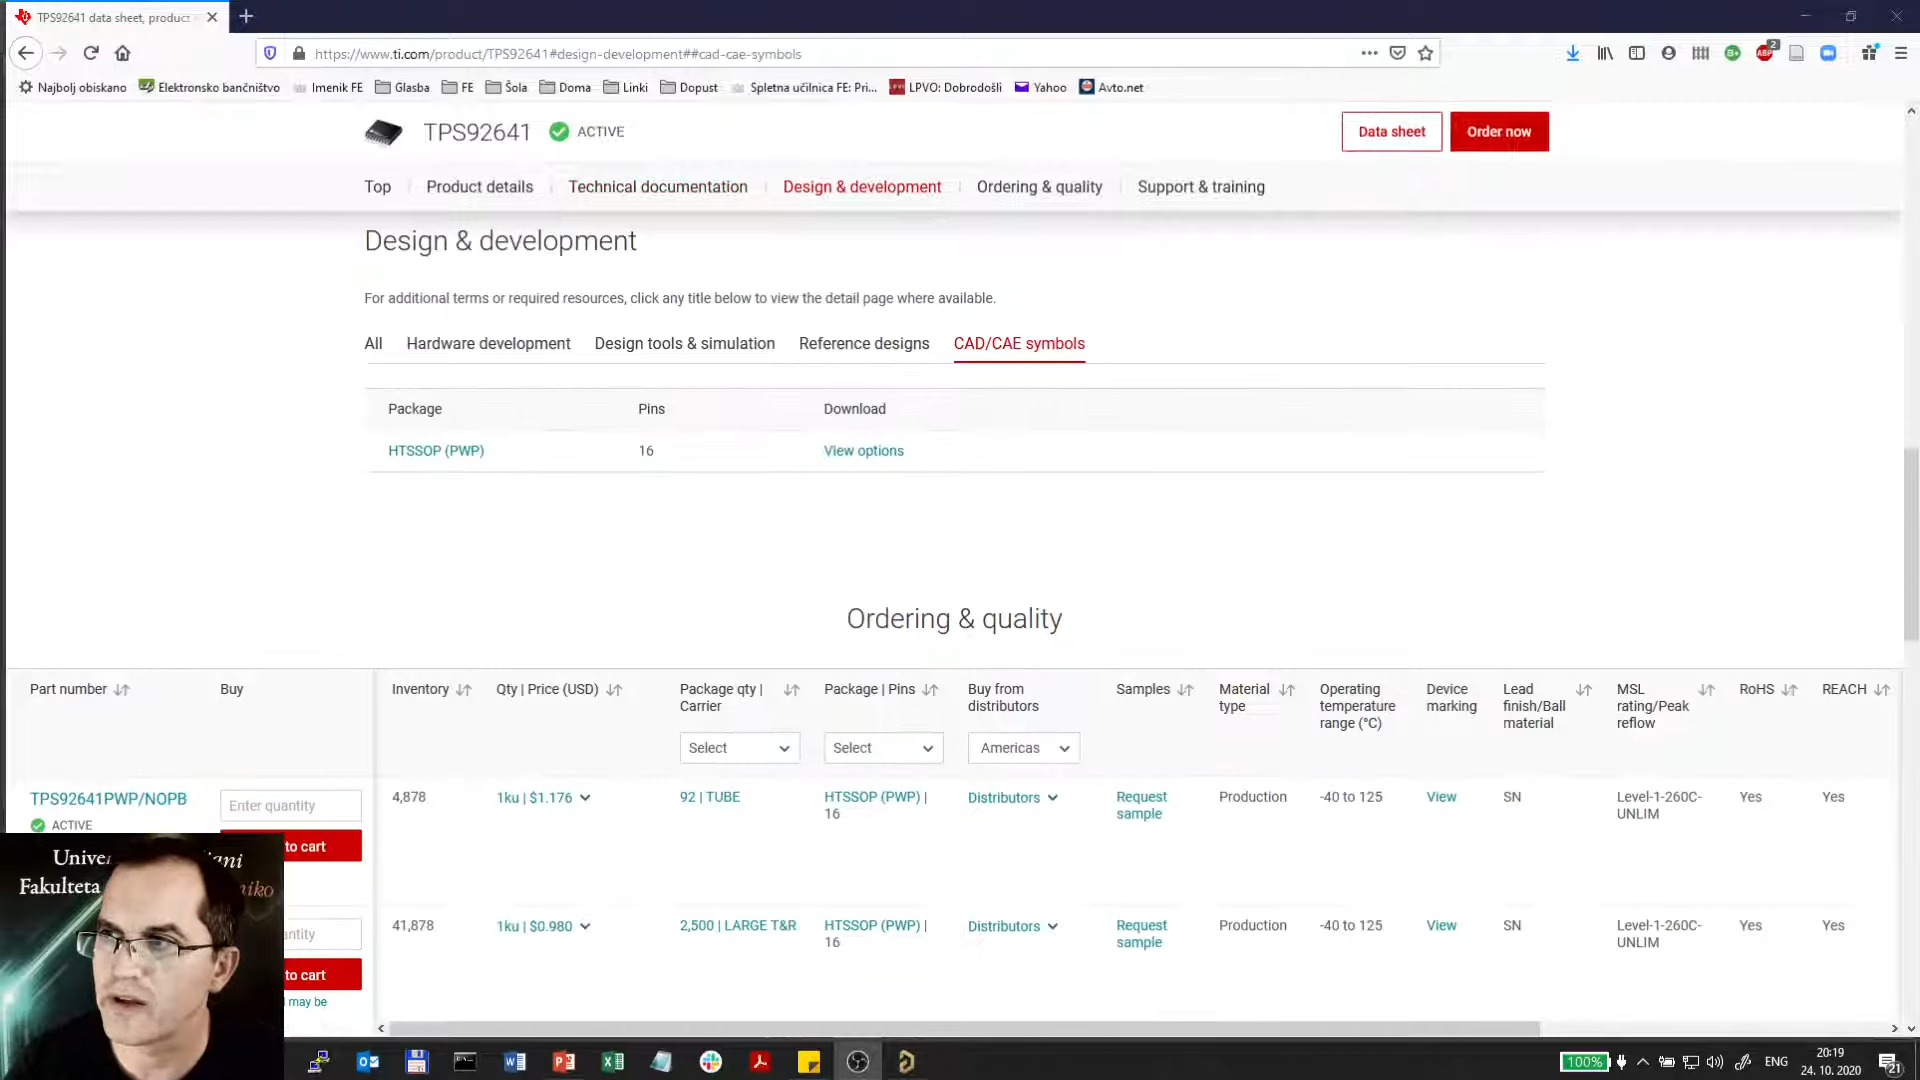 TPS92641 data sheet, product
https://www.ti.com/product/TPS92641#design-development##cad-cae-symbols
2
Najbolj obiskano Elektronsko bančništvo Imenik FE Glasba FE Šola Doma Linki Dopust Spletna učilnica FE: Pri... LPVO: Dobrodošli Yahoo Avto.net
TPS92641 ACTIVE Data sheet Order now
Top Product details Technical documentation Design & development Ordering & quality Support & training
Design & development
For additional terms or required resources, click any title below to view the detail page where available.
All Hardware development Design tools & simulation Reference designs CAD/CAE symbols
Package Pins Download
HTSSOP (PWP) 16 View options
Ordering & quality
Part number Buy Inventory Qty | Price (USD) Package qty | Carrier Package | Pins Buy from distributors Samples Material type Operating temperature range (°C) Device marking Lead finish/Ball material MSL rating/Peak reflow RoHS REACH
Select Select Americas
TPS92641PWP/NOPB Enter quantity 4,878 1ku | $1.176 92 | TUBE HTSSOP (PWP) | 16 Distributors Request sample Production -40 to 125 View SN Level-1-260C-UNLIM Yes Yes
ACTIVE
to cart
41,878 1ku | $0.980 2,500 | LARGE T&R HTSSOP (PWP) | 16 Distributors Request sample Production -40 to 125 View SN Level-1-260C-UNLIM Yes Yes
to cart
may be
Fakulteta
100% ENG 20:19
24. 10. 2020
21